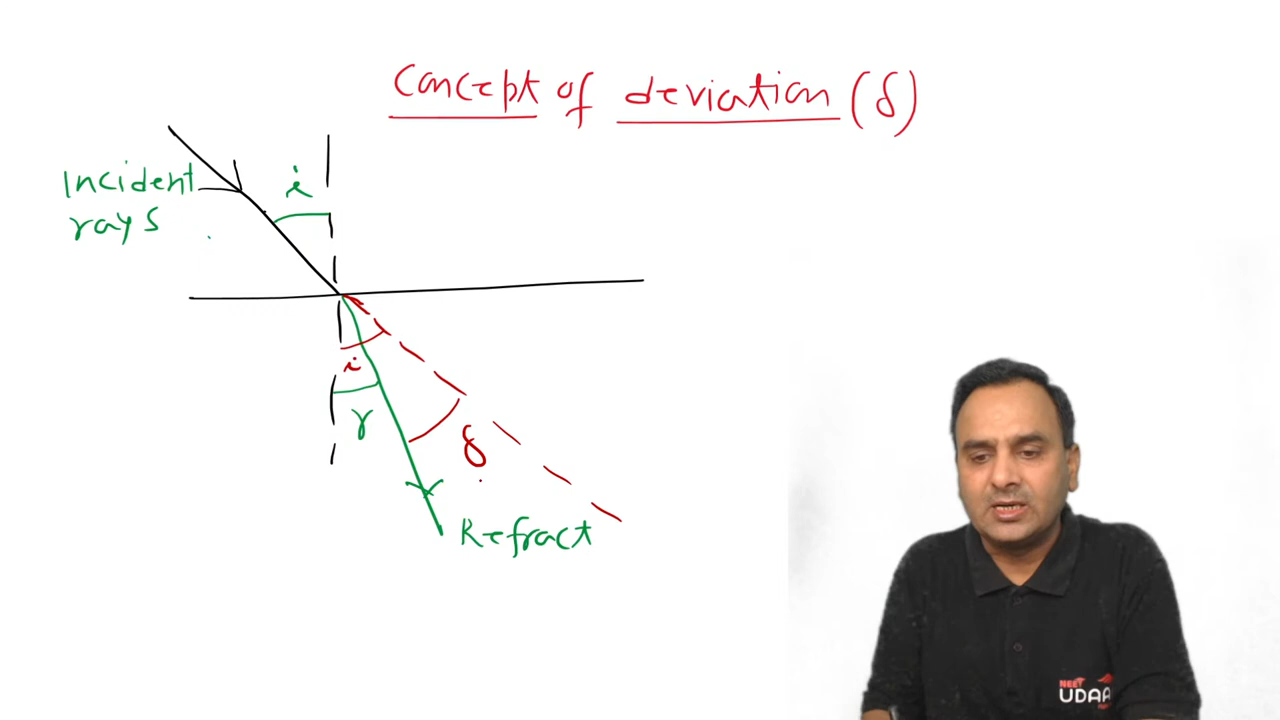 Concept of deviation (δ)
Incident
rays
i
i
r
δ
Refract
NEET
UDAA